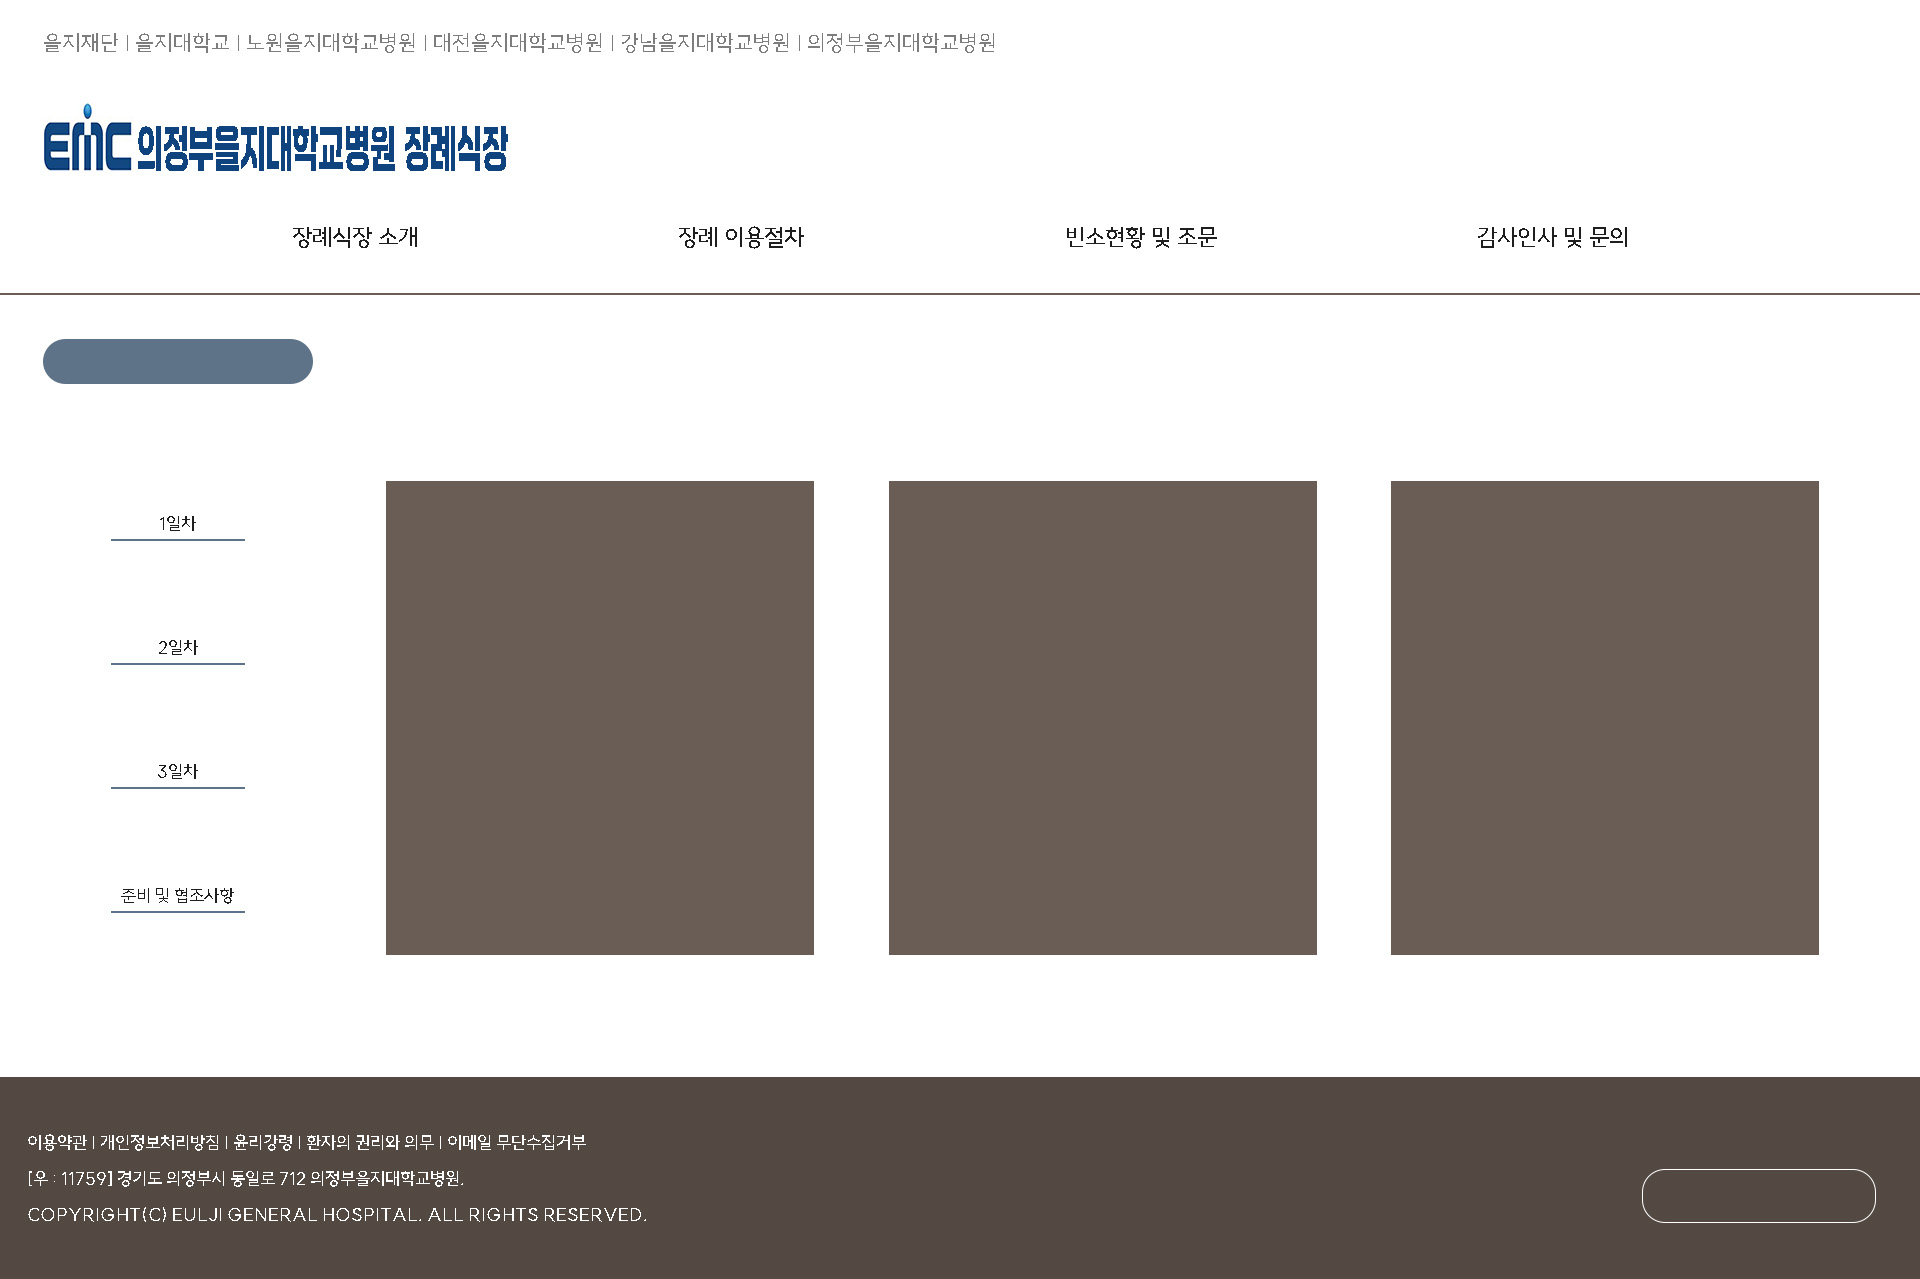 을지재단 | 을지대학교 | 노원을지대학교병원 | 대전을지대학교병원 | 강남을지대학교병원 | 의정부을지대학교병원
emc 의정부을지대학교병원 장례식장
장례식장 소개 장례 이용절차 빈소현황 및 조문 감사인사 및 문의
1일차
2일차
3일차
준비 및 협조사항
이용약관 | 개인정보처리방침 | 윤리강령 | 환자의 권리와 의무 | 이메일 무단수집거부
[우 : 11759] 경기도 의정부시 동일로 712 의정부을지대학교병원.
COPYRIGHT(C) EULJI GENERAL HOSPITAL. ALL RIGHTS RESERVED.